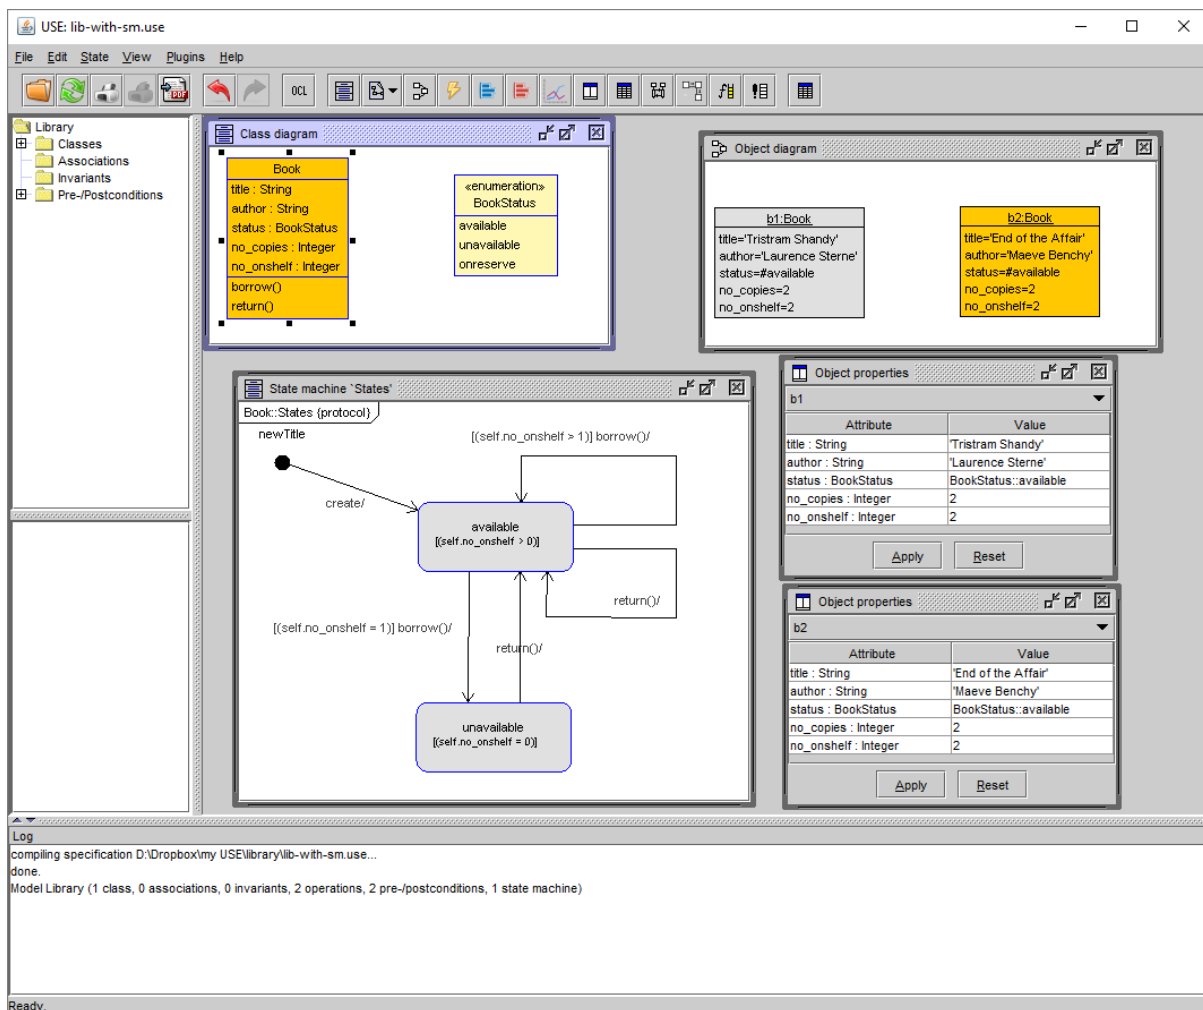 USE: lib-with-sm.use
File Edit State View Plugins Help
PDF OCL
Library
Classes
Associations
Invariants
Pre-/Postconditions
Class diagram
Book
title : String
author : String
status : BookStatus
no_copies : Integer
no_onshelf : Integer
borrow()
return()
«enumeration»
BookStatus
available
unavailable
onreserve
Object diagram
b1:Book
title='Tristram Shandy'
author='Laurence Sterne'
status=#available
no_copies=2
no_onshelf=2
b2:Book
title='End of the Affair'
author='Maeve Benchy'
status=#available
no_copies=2
no_onshelf=2
State machine `States'
Book::States {protocol}
newTitle
[(self.no_onshelf > 1)] borrow()/
create/
available
[(self.no_onshelf > 0)]
return()/
[(self.no_onshelf = 1)] borrow()/
return()/
unavailable
[(self.no_onshelf = 0)]
Object properties
b1
Attribute Value
title : String 'Tristram Shandy'
author : String 'Laurence Sterne'
status : BookStatus BookStatus::available
no_copies : Integer 2
no_onshelf : Integer 2
Apply Reset
Object properties
b2
Attribute Value
title : String 'End of the Affair'
author : String 'Maeve Benchy'
status : BookStatus BookStatus::available
no_copies : Integer 2
no_onshelf : Integer 2
Apply Reset
Log
compiling specification D:\Dropbox\my USE\library\lib-with-sm.use...
done.
Model Library (1 class, 0 associations, 0 invariants, 2 operations, 2 pre-/postconditions, 1 state machine)
Ready.